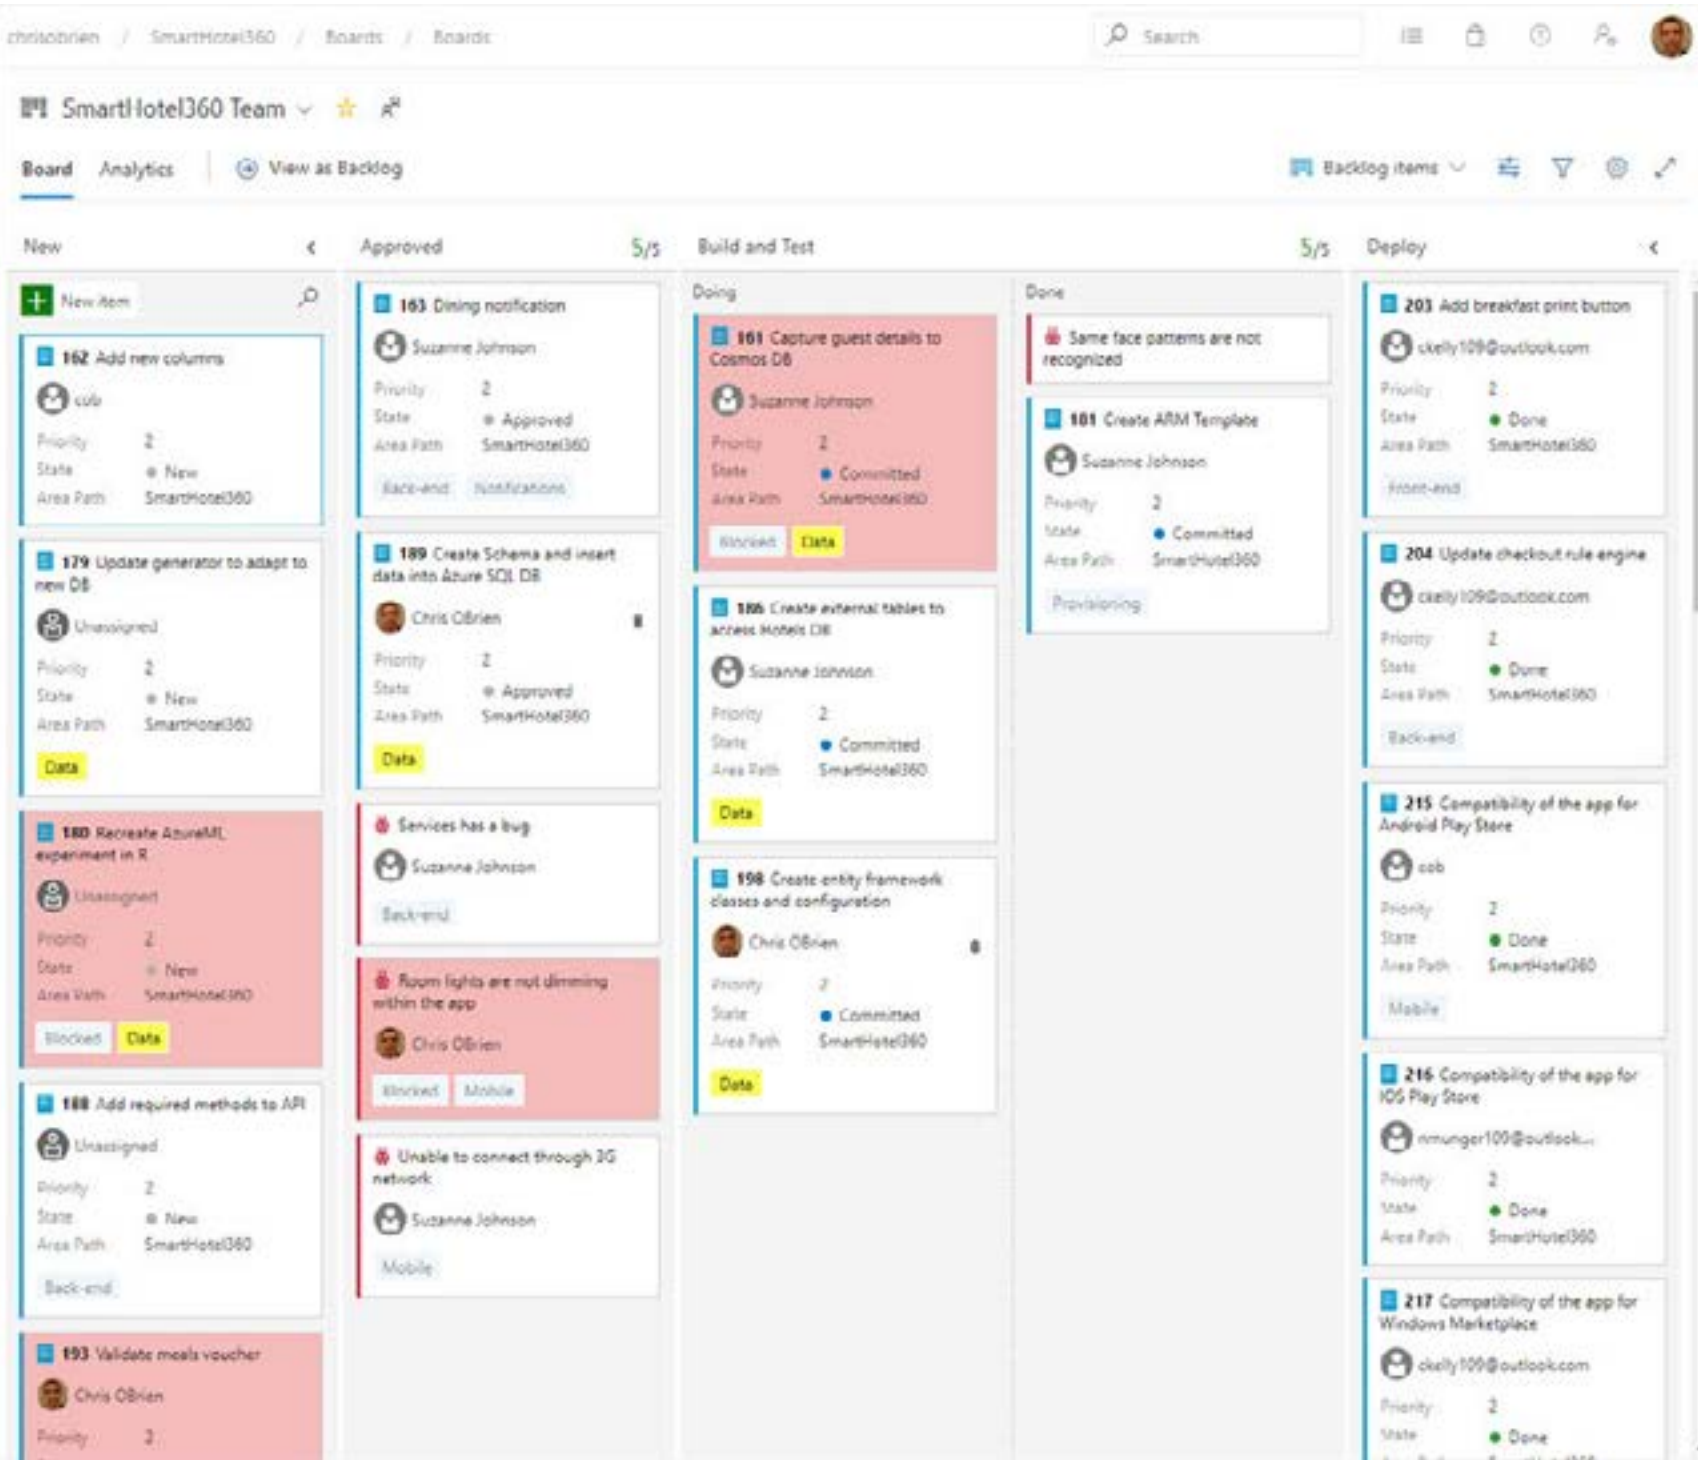 chrisobrien / SmartHotel360 / Boards / Boards
Search
SmartHotel360 Team
Board Analytics View as Backlog
Backlog items
New
New item
162 Add new columns
cob
Priority 2
State New
Area Path SmartHotel360
179 Update generator to adapt to
new DB
Unassigned
Priority 2
State New
Area Path SmartHotel360
Data
180 Recreate AzureML
experiment in R
Unassigned
Priority 2
State New
Area Path SmartHotel360
Blocked Data
188 Add required methods to API
Unassigned
Priority 2
State New
Area Path SmartHotel360
Back-end
193 Validate meals voucher
Chris OBrien
Priority 2
Approved 5/5
163 Dining notification
Suzanne Johnson
Priority 2
State Approved
Area Path SmartHotel360
Back-end Notifications
189 Create Schema and insert
data into Azure SQL DB
Chris OBrien
Priority 2
State Approved
Area Path SmartHotel360
Data
Services has a bug
Suzanne Johnson
Back-end
Room lights are not dimming
within the app
Chris OBrien
Blocked Mobile
Unable to connect through 3G
network
Suzanne Johnson
Mobile
Build and Test 5/5
Doing
161 Capture guest details to
Cosmos DB
Suzanne Johnson
Priority 2
State Committed
Area Path SmartHotel360
Blocked Data
186 Create external tables to
access Hotels DB
Suzanne Johnson
Priority 2
State Committed
Area Path SmartHotel360
Data
198 Create entity framework
classes and configuration
Chris OBrien
Priority 2
State Committed
Area Path SmartHotel360
Data
Done
Same face patterns are not
recognized
181 Create ARM Template
Suzanne Johnson
Priority 2
State Committed
Area Path SmartHotel360
Provisioning
Deploy
203 Add breakfast print button
ckelly109@outlook.com
Priority 2
State Done
Area Path SmartHotel360
Front-end
204 Update checkout rule engine
ckelly109@outlook.com
Priority 2
State Done
Area Path SmartHotel360
Back-end
215 Compatibility of the app for
Android Play Store
cob
Priority 2
State Done
Area Path SmartHotel360
Mobile
216 Compatibility of the app for
IOS Play Store
nmunger109@outlook...
Priority 2
State Done
Area Path SmartHotel360
217 Compatibility of the app for
Windows Marketplace
ckelly109@outlook.com
Priority 2
State Done